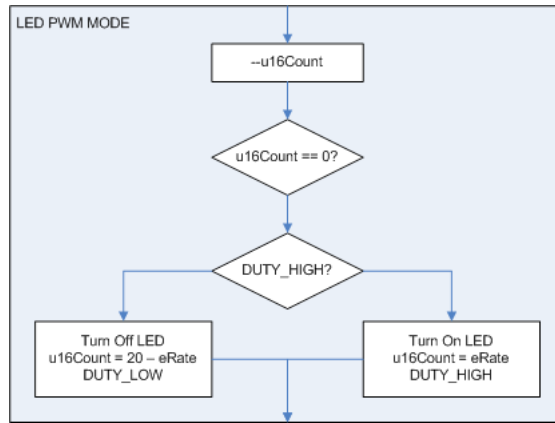 LED PWM MODE
--u16Count
u16Count == 0?
DUTY_HIGH?
Turn Off LED
u16Count = 20 – eRate
DUTY_LOW
Turn On LED
u16Count = eRate
DUTY_HIGH